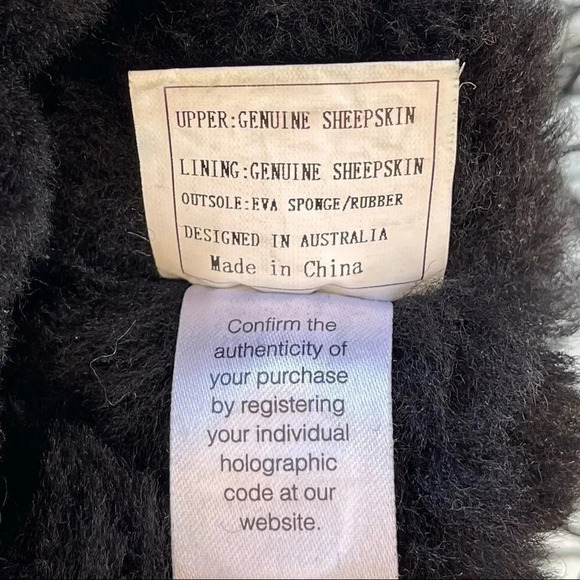 UPPER:GENUINE SHEEPSKIN
LINING:GENUINE SHEEPSKIN
OUTSOLE:EVA SPONGE/RUBBER
DESIGNED IN AUSTRALIA
Made in China
Confirm the
authenticity of
your purchase
by registering
your individual
holographic
code at our
website.